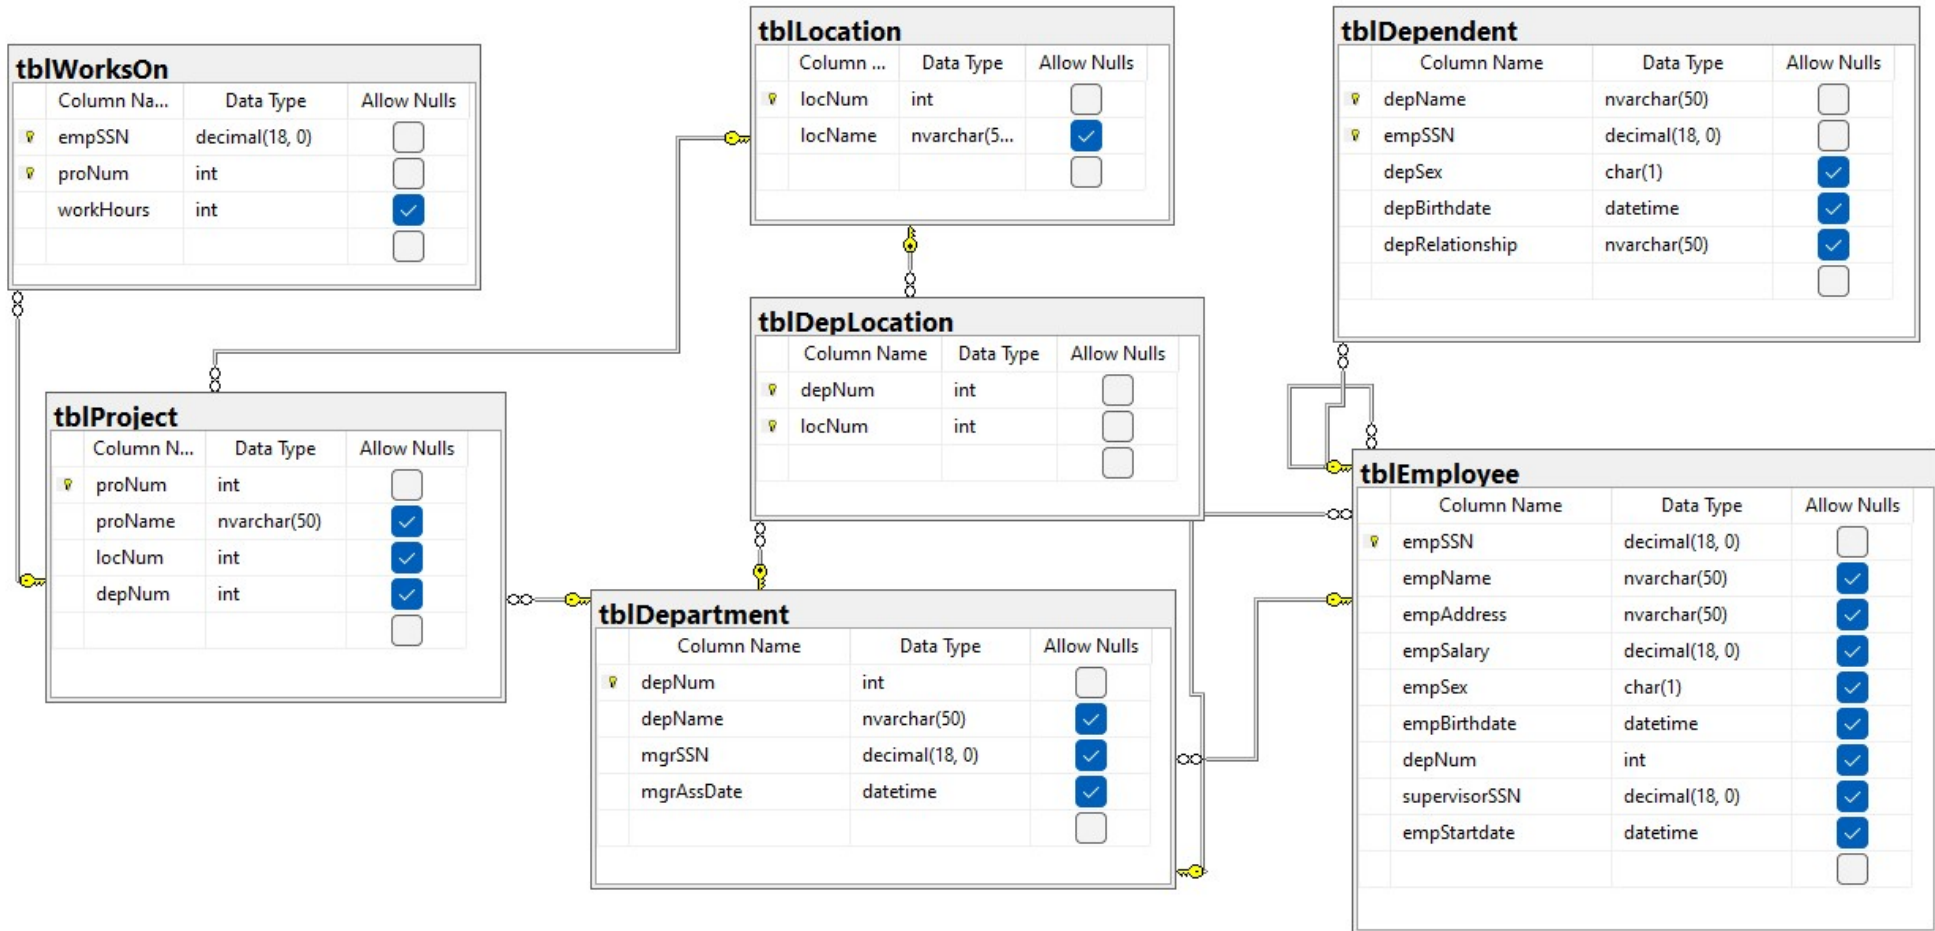 tblWorksOn
Column Na... Data Type Allow Nulls
empSSN decimal(18, 0)
proNum int
workHours int
tblLocation
Column ... Data Type Allow Nulls
locNum int
locName nvarchar(5...
tblDependent
Column Name Data Type Allow Nulls
depName nvarchar(50)
empSSN decimal(18, 0)
depSex char(1)
depBirthdate datetime
depRelationship nvarchar(50)
tblDepLocation
Column Name Data Type Allow Nulls
depNum int
locNum int
tblProject
Column N... Data Type Allow Nulls
proNum int
proName nvarchar(50)
locNum int
depNum int
tblDepartment
Column Name Data Type Allow Nulls
depNum int
depName nvarchar(50)
mgrSSN decimal(18, 0)
mgrAssDate datetime
tblEmployee
Column Name Data Type Allow Nulls
empSSN decimal(18, 0)
empName nvarchar(50)
empAddress nvarchar(50)
empSalary decimal(18, 0)
empSex char(1)
empBirthdate datetime
depNum int
supervisorSSN decimal(18, 0)
empStartdate datetime